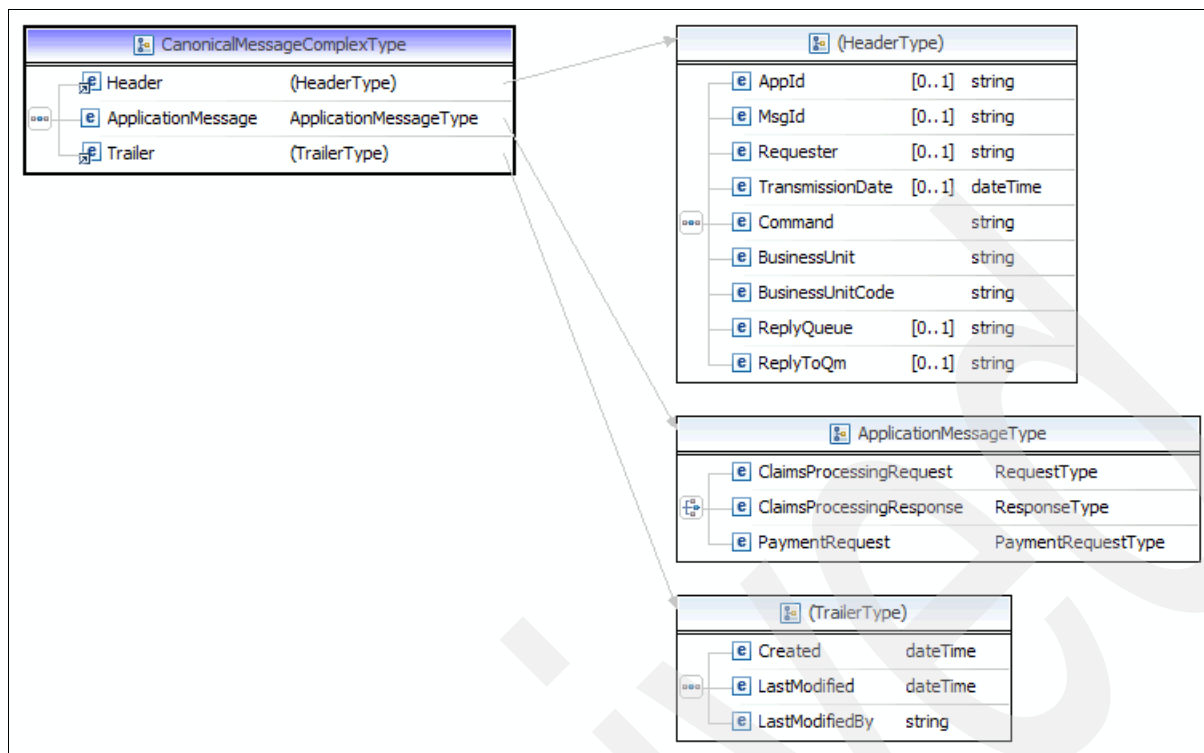 CanonicalMessageComplexType
Header (HeaderType)
ApplicationMessage ApplicationMessageType
Trailer (TrailerType)
(HeaderType)
e AppId [0..1] string
e MsgId [0..1] string
e Requester [0..1] string
e TransmissionDate [0..1] dateTime
e Command string
e BusinessUnit string
e BusinessUnitCode string
e ReplyQueue [0..1] string
e ReplyToQm [0..1] string
ApplicationMessageType
e ClaimsProcessingRequest RequestType
e ClaimsProcessingResponse ResponseType
e PaymentRequest PaymentRequestType
(TrailerType)
e Created dateTime
e LastModified dateTime
e LastModifiedBy string